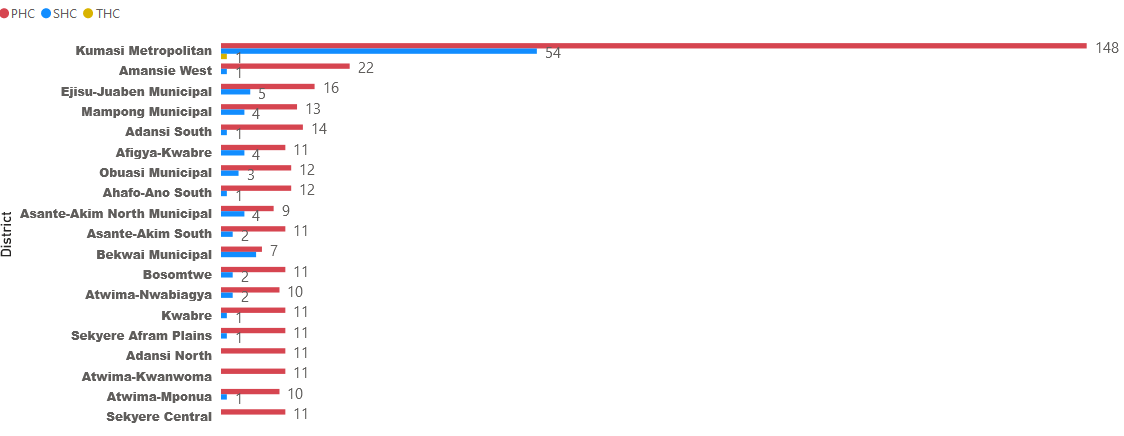 PHC SHC THC
District
Kumasi Metropolitan 148 54 1
Amansie West 22 1
Ejisu-Juaben Municipal 16 5
Mampong Municipal 13 4
Adansi South 14 1
Afigya-Kwabre 11 4
Obuasi Municipal 12 3
Ahafo-Ano South 12 1
Asante-Akim North Municipal 9 4
Asante-Akim South 11 2
Bekwai Municipal 7
Bosomtwe 11 2
Atwima-Nwabiagya 10 2
Kwabre 11 1
Sekyere Afram Plains 11 1
Adansi North 11
Atwima-Kwanwoma 11
Atwima-Mponua 10 1
Sekyere Central 11